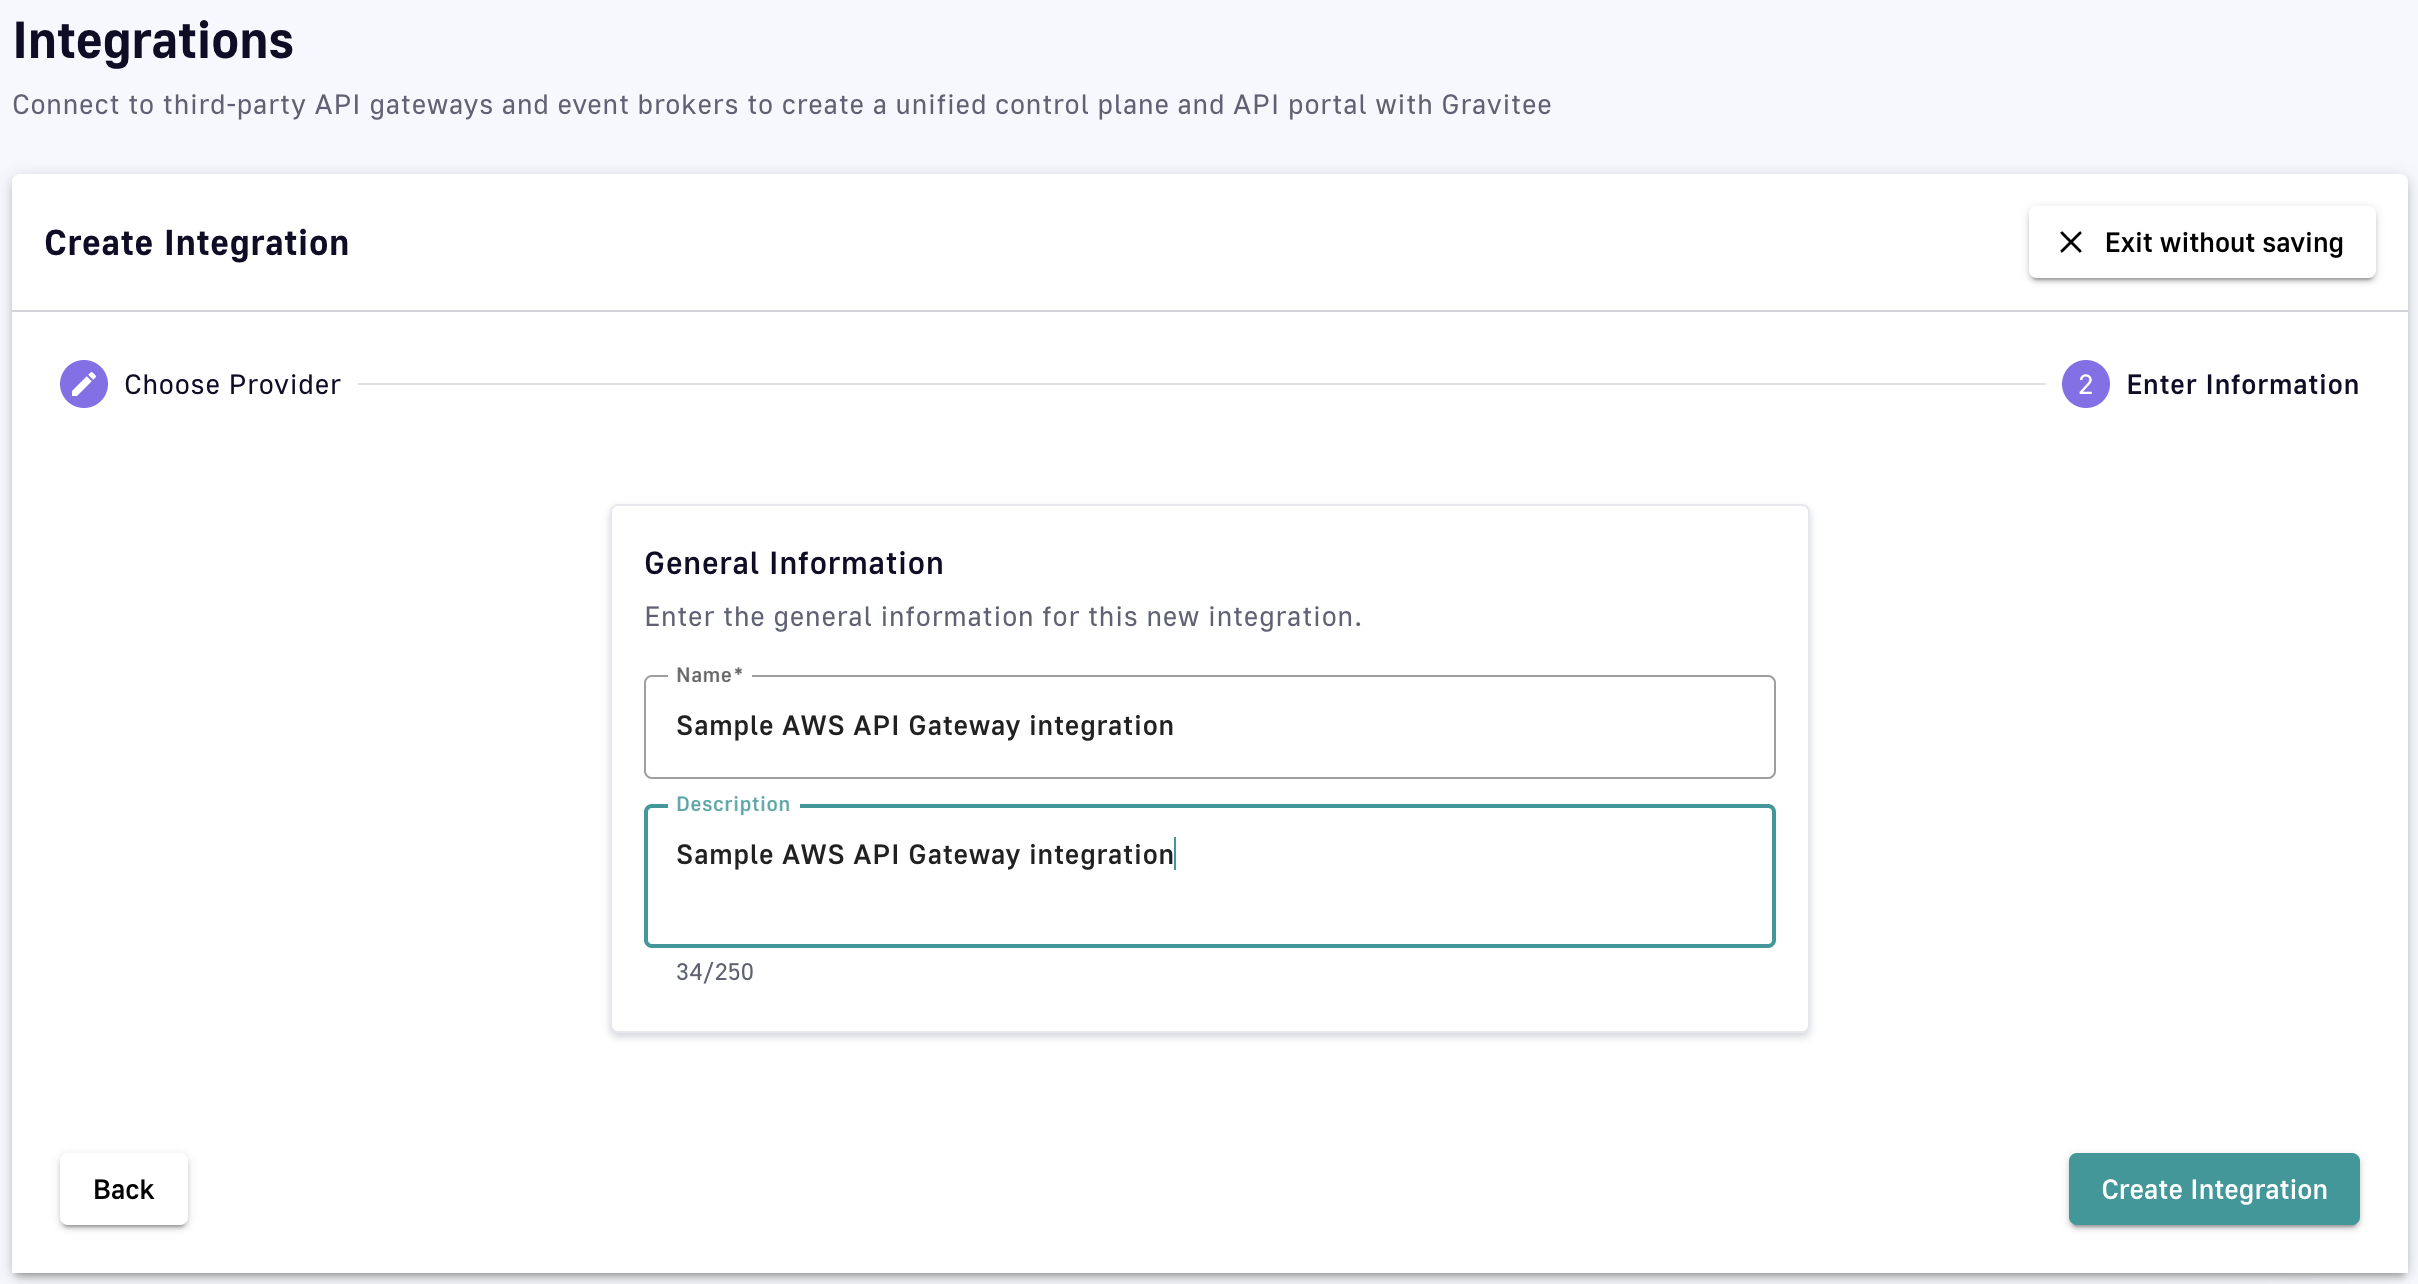 Integrations
Connect to third-party API gateways and event brokers to create a unified control plane and API portal with Gravitee
Create Integration
Exit without saving
Choose Provider
2 Enter Information
General Information
Enter the general information for this new integration.
Name*
Sample AWS API Gateway integration
Description
Sample AWS API Gateway integration
34/250
Back
Create Integration